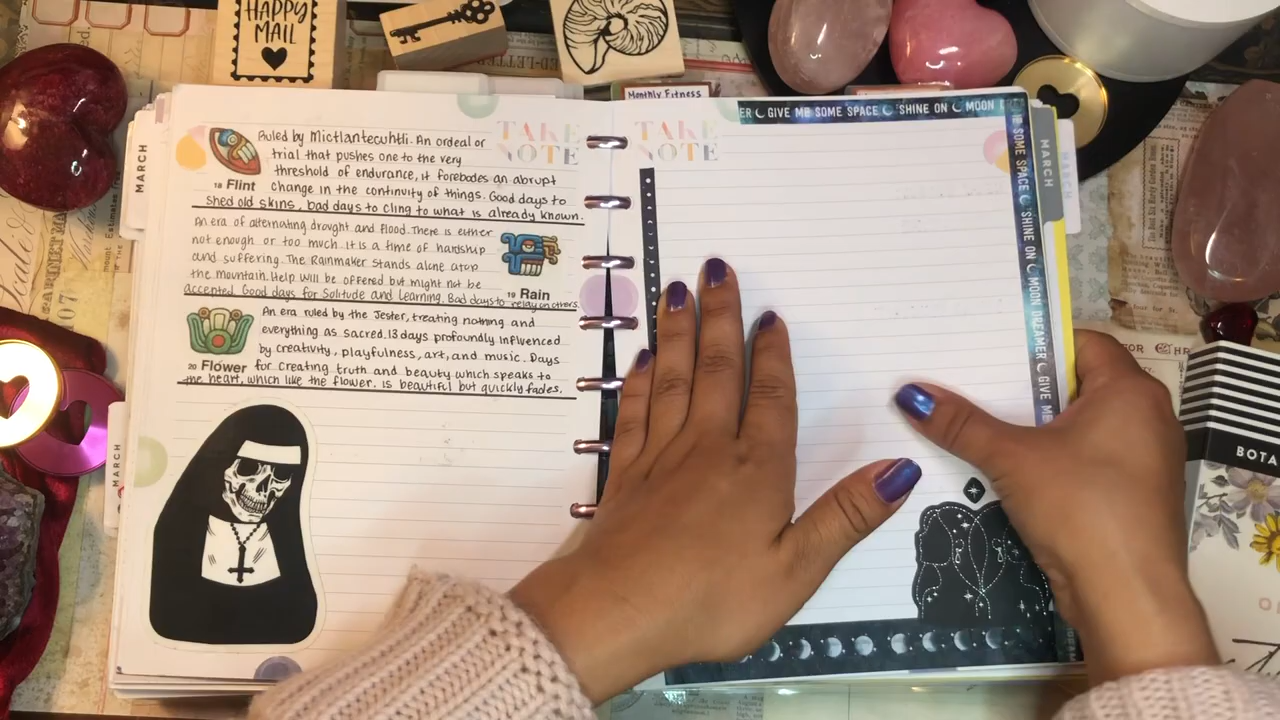 HAPPY
MAIL
Monthly Fitness
TAKE
NOTE
Ruled by Mictlantecuhtli. An ordeal or
trial that pushes one to the very
threshold of endurance, it forebodes an abrupt
18 Flint change in the continuity of things. Good days to
shed old skins, bad days to cling to what is already known.
An era of alternating drought and flood. There is either
not enough or too much. It is a time of hardship
and suffering. The Rainmaker stands alone atop
the mountain. Help will be offered but might not be
19 Rain
accepted. Good days for Solitude and Learning. Bad days to relay on others.
An era ruled by the Jester, treating nothing and
everything as Sacred. 13 days profoundly influenced
by creativity, playfulness, art, and music. Days
20 Flower for creating truth and beauty which speaks to
the heart, which like the flower, is beautiful but quickly fades.
MARCH
MARCH
TAKE
NOTE
ER GIVE ME SOME SPACE SHINE ON MOON D
E SOME SPACE SHINE ON MOON DREAMER GIVE ME
MARCH
MARCH
BOTA